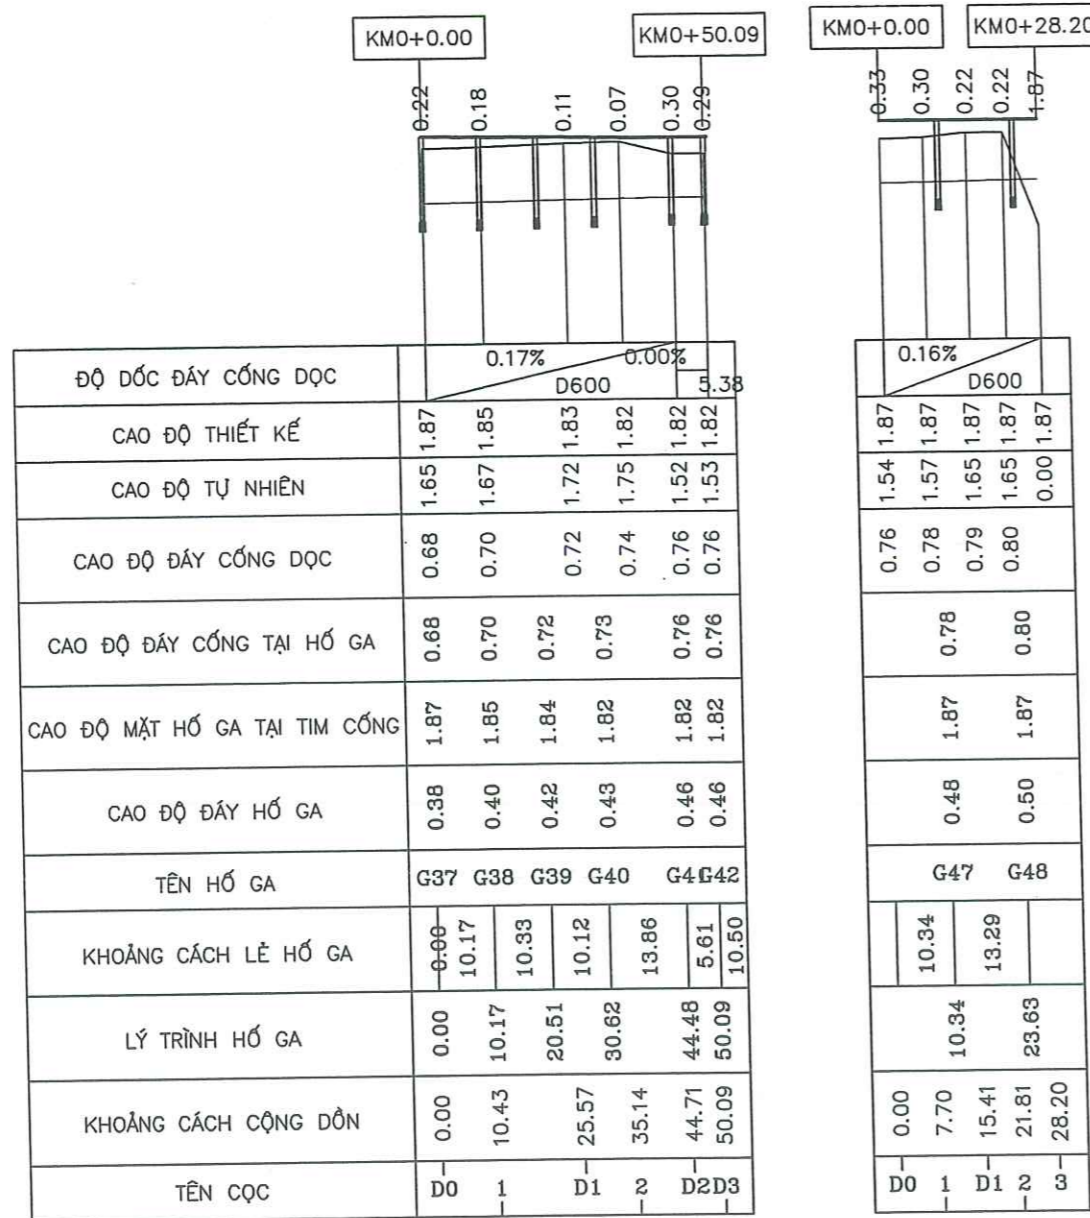 KM0+0.00 KM0+50.09 KM0+0.00 KM0+28.20
0.22 0.18 0.11 0.07 0.30 0.29 0.33 0.30 0.22 0.22 1.87
ĐỘ DỐC ĐÁY CỐNG DỌC 0.17% 0.00% D600 5.38 0.16% D600
CAO ĐỘ THIẾT KẾ 1.87 1.85 1.83 1.82 1.82 1.82 1.87 1.87 1.87 1.87 1.87
CAO ĐỘ TỰ NHIÊN 1.65 1.67 1.72 1.75 1.52 1.53 1.54 1.57 1.65 1.65 0.00
CAO ĐỘ ĐÁY CỐNG DỌC 0.68 0.70 0.72 0.74 0.76 0.76 0.76 0.78 0.79 0.80
CAO ĐỘ ĐÁY CỐNG TẠI HỐ GA 0.68 0.70 0.72 0.73 0.76 0.76 0.78 0.80
CAO ĐỘ MẶT HỐ GA TẠI TIM CỐNG 1.87 1.85 1.84 1.82 1.82 1.82 1.87 1.87
CAO ĐỘ ĐÁY HỐ GA 0.38 0.40 0.42 0.43 0.46 0.46 0.48 0.50
TÊN HỐ GA G37 G38 G39 G40 G41 G42 G47 G48
KHOẢNG CÁCH LẺ HỐ GA 0.00 10.17 10.33 10.12 13.86 5.61 10.50 10.34 13.29
LÝ TRÌNH HỐ GA 0.00 10.17 20.51 30.62 44.48 50.09 10.34 23.63
KHOẢNG CÁCH CỘNG DỒN 0.00 10.43 25.57 35.14 44.71 50.09 0.00 7.70 15.41 21.81 28.20
TÊN CỌC D0 1 D1 2 D2 D3 D0 1 D1 2 3